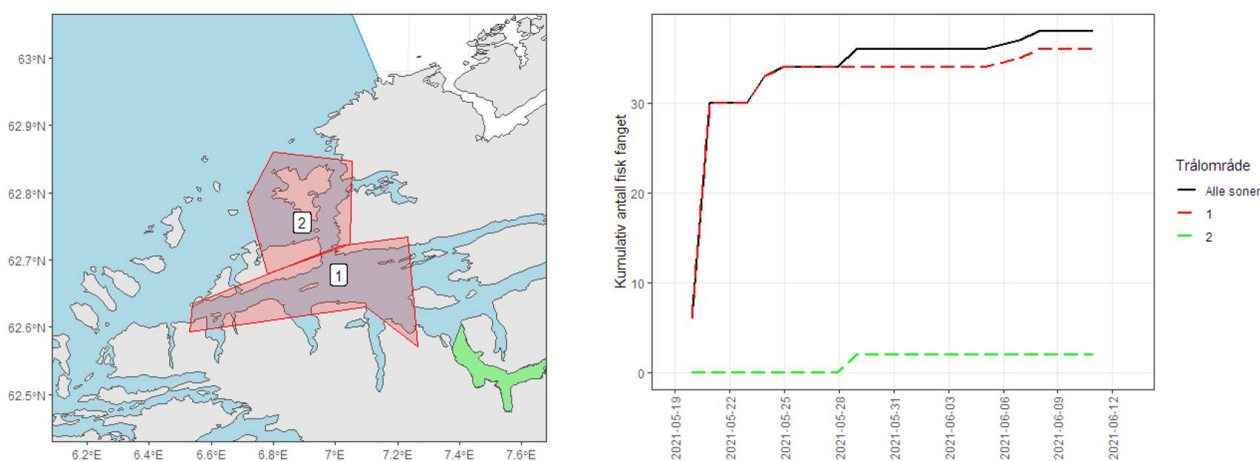 63°N
62.9°N
62.8°N
62.7°N
62.6°N
62.5°N
2
1
6.2°E 6.4°E 6.6°E 6.8°E 7°E 7.2°E 7.4°E 7.6°E
Kumulativ antall fisk fanget
30
20
10
0
2021-05-19
2021-05-22
2021-05-25
2021-05-28
2021-05-31
2021-06-03
2021-06-06
2021-06-09
2021-06-12
Trålområde
Alle soner
1
2